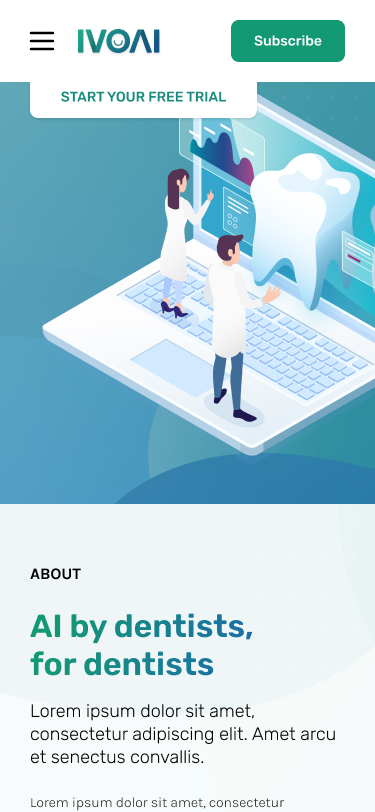 IVOAI
Subscribe
START YOUR FREE TRIAL
ABOUT
AI by dentists,
for dentists
Lorem ipsum dolor sit amet,
consectetur adipiscing elit. Amet arcu
et senectus convallis.
Lorem ipsum dolor sit amet, consectetur